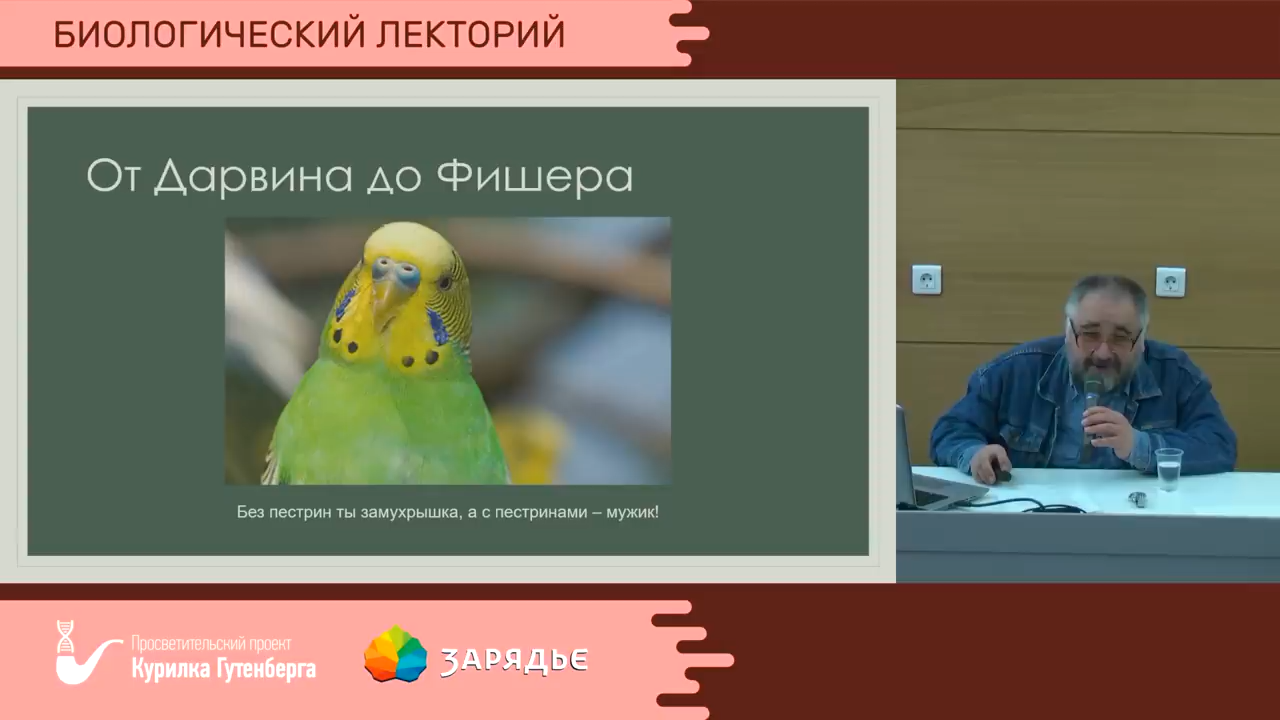 БИОЛОГИЧЕСКИЙ ЛЕКТОРИЙ
От Дарвина до Фишера
Без пестрин ты замухрышка, а с пестринами – мужик!
Просветительский проект
Курилка Гутенберга
ЗАРЯДЬЕ